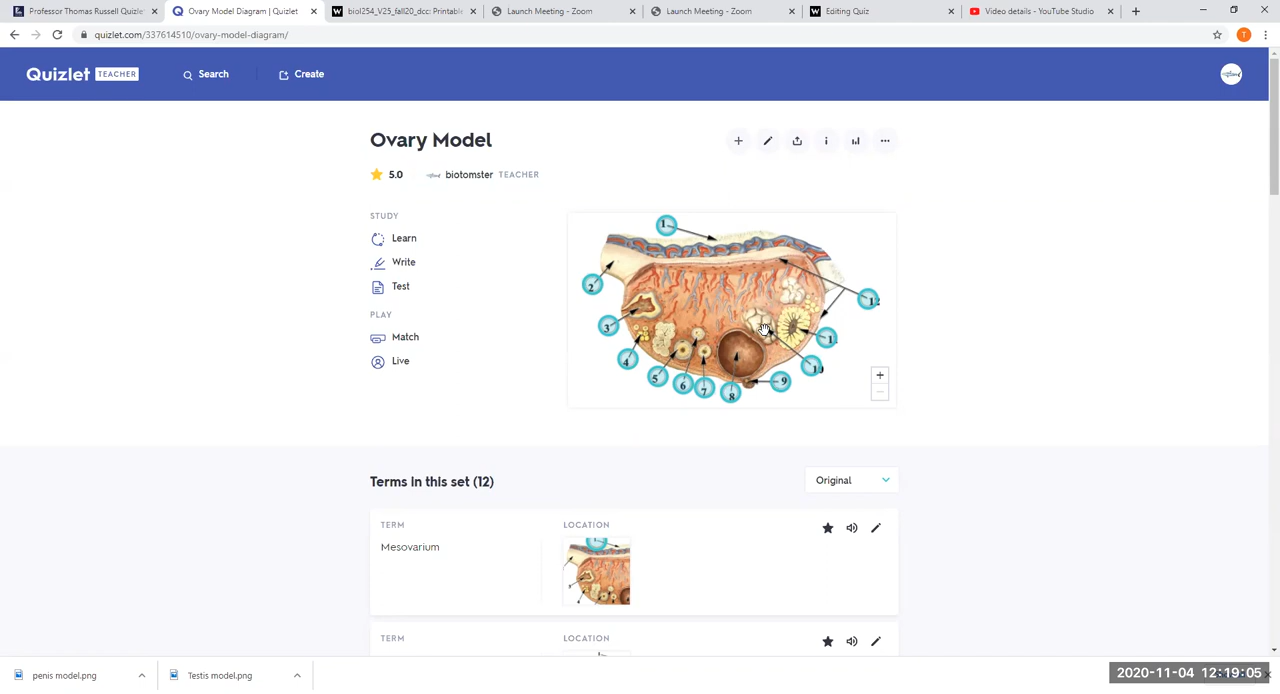 Professor Thomas Russell Quizlet
Ovary Model Diagram | Quizlet
biol254_V25_fall20_dcc: Printable
Launch Meeting - Zoom
Launch Meeting - Zoom
Editing Quiz
Video details - YouTube Studio
quizlet.com/337614510/ovary-model-diagram/
T
Quizlet TEACHER
Search
Create
Ovary Model
5.0
biotomster TEACHER
STUDY
Learn
Write
Test
PLAY
Match
Live
1
2
3
4
5
6
7
8
9
10
12
+
Terms in this set (12)
Original
TERM
LOCATION
Mesovarium
TERM
LOCATION
penis model.png
Testis model.png
2020-11-04 12:19:05